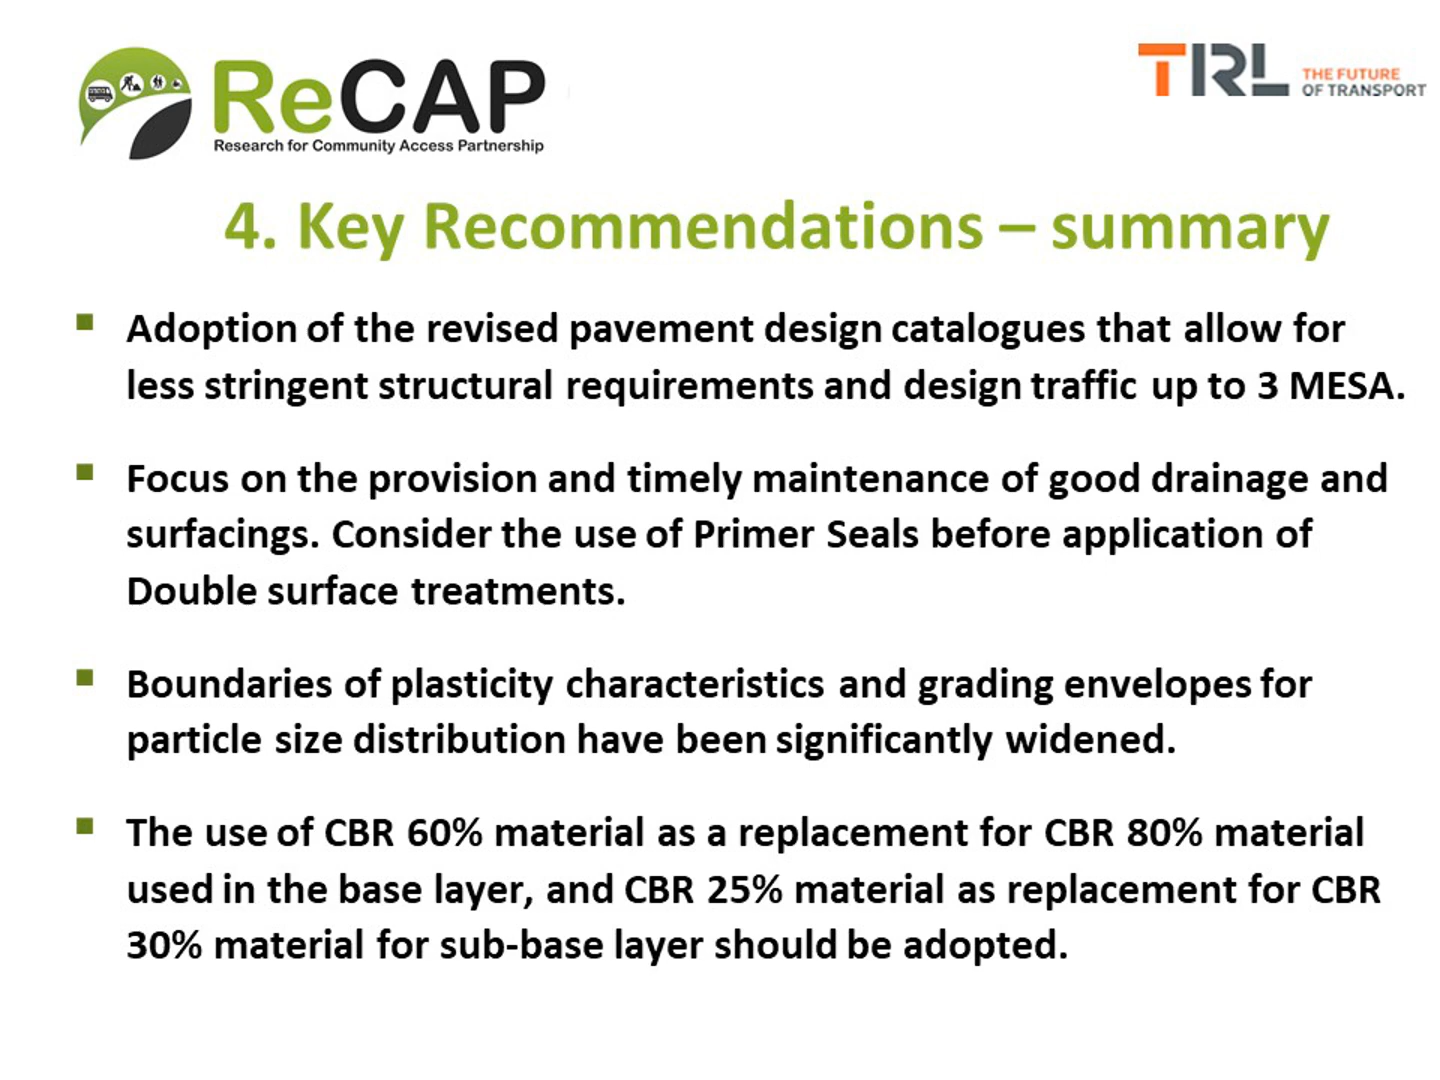 ReCAP
Research for Community Access Partnership
TRL
THE FUTURE
OF TRANSPORT
4. Key Recommendations – summary
Adoption of the revised pavement design catalogues that allow for
less stringent structural requirements and design traffic up to 3 MESA.
Focus on the provision and timely maintenance of good drainage and
surfacings. Consider the use of Primer Seals before application of
Double surface treatments.
Boundaries of plasticity characteristics and grading envelopes for
particle size distribution have been significantly widened.
The use of CBR 60% material as a replacement for CBR 80% material
used in the base layer, and CBR 25% material as replacement for CBR
30% material for sub-base layer should be adopted.